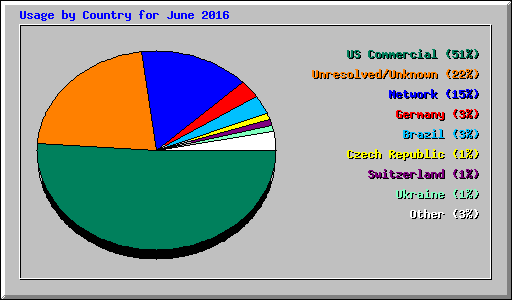 Usage by Country for June 2016
US Commercial (51%)
Unresolved/Unknown (22%)
Network (15%)
Germany (3%)
Brazil (3%)
Czech Republic (1%)
Switzerland (1%)
Ukraine (1%)
Other (3%)